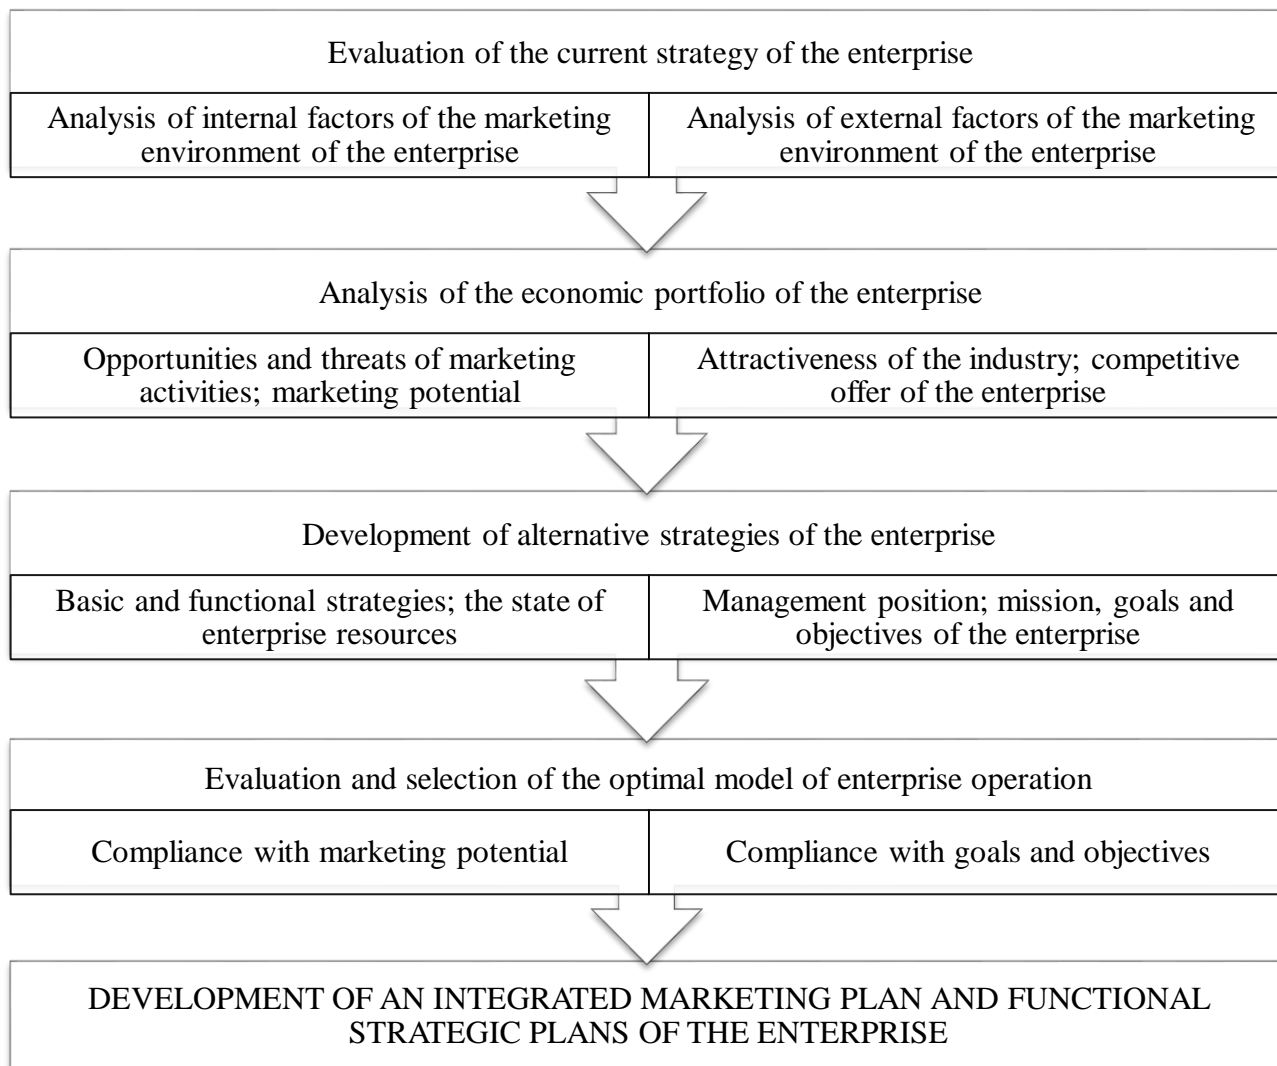 Evaluation of the current strategy of the enterprise
Analysis of internal factors of the marketing
environment of the enterprise
Analysis of external factors of the marketing
environment of the enterprise
Analysis of the economic portfolio of the enterprise
Opportunities and threats of marketing
activities; marketing potential
Attractiveness of the industry; competitive
offer of the enterprise
Development of alternative strategies of the enterprise
Basic and functional strategies; the state of
enterprise resources
Management position; mission, goals and
objectives of the enterprise
Evaluation and selection of the optimal model of enterprise operation
Compliance with marketing potential
Compliance with goals and objectives
DEVELOPMENT OF AN INTEGRATED MARKETING PLAN AND FUNCTIONAL
STRATEGIC PLANS OF THE ENTERPRISE